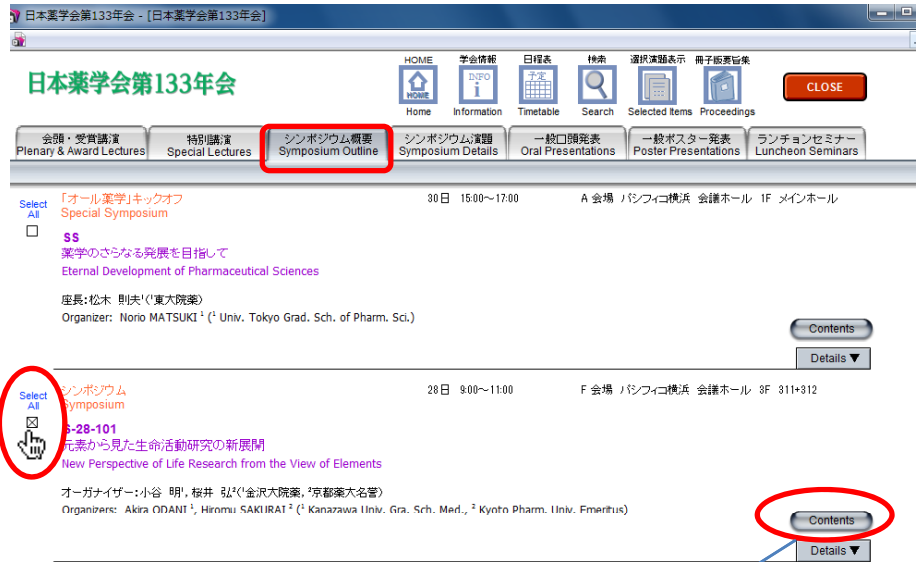 日本薬学会第133年会 - [日本薬学会第133年会]
日本薬学会第133年会
HOME 学会情報 日程表 検索 選択演題表示 冊子版要旨集
HOME INFO i 予定
Home Information Timetable Search Selected Items Proceedings
CLOSE
会頭・受賞講演 特別講演 シンポジウム概要 シンポジウム演題 一般口頭発表 一般ポスター発表 ランチョンセミナー
Plenary & Award Lectures Special Lectures Symposium Outline Symposium Details Oral Presentations Poster Presentations Luncheon Seminars
Select All
「オール薬学」キックオフ 30日 15:00～17:00 A 会場 パシフィコ横浜 会議ホール 1F メインホール
Special Symposium
SS
薬学のさらなる発展を目指して
Eternal Development of Pharmaceutical Sciences
座長:松木 則夫¹(¹東大院薬)
Organizer: Norio MATSUKI ¹ (¹ Univ. Tokyo Grad. Sch. of Pharm. Sci.)
Contents
Details ▼
Select All
シンポジウム 28日 9:00～11:00 F 会場 パシフィコ横浜 会議ホール 3F 311+312
Symposium
S-28-101
元素から見た生命活動研究の新展開
New Perspective of Life Research from the View of Elements
オーガナイザー:小谷 明¹, 桜井 弘²(¹金沢大院薬, ²京都薬大名誉)
Organizers: Akira ODANI ¹, Hiromu SAKURAI ² (¹ Kanazawa Univ. Gra. Sch. Med., ² Kyoto Pharm. Univ. Emeritus)
Contents
Details ▼